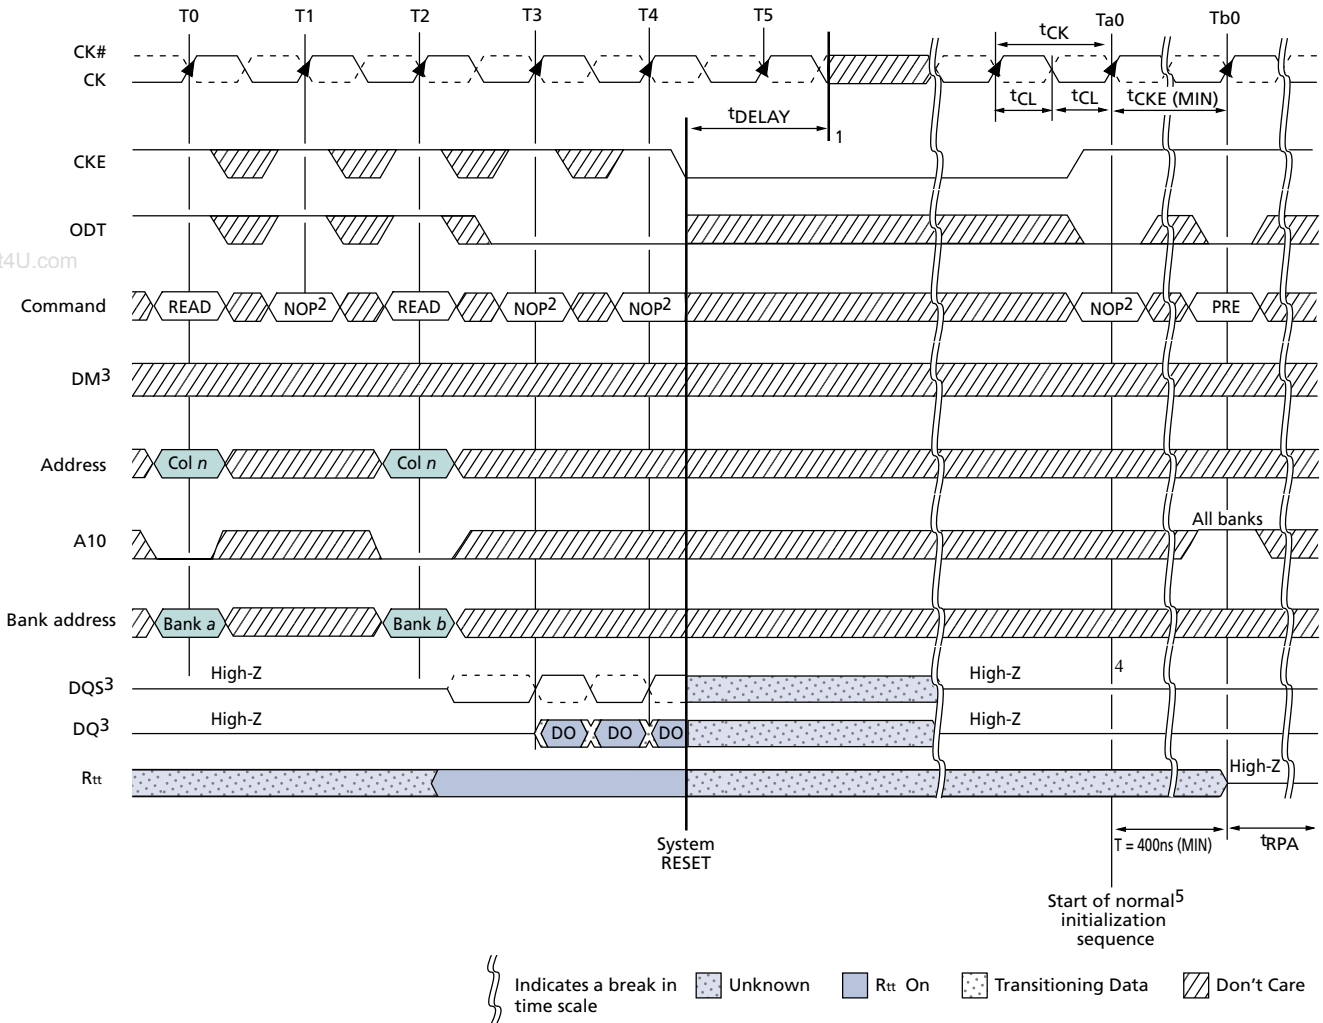 T0 T1 T2 T3 T4 T5 Ta0 Tb0
CK#
CK
tCK
tCL tCL tCKE (MIN)
tDELAY
1
CKE
ODT
t4U.com
Command READ NOP2 READ NOP2 NOP2 NOP2 PRE
DM3
Address Col n Col n
All banks
A10
Bank address Bank a Bank b
4
DQS3 High-Z High-Z
DQ3 High-Z DO DO DO High-Z
Rtt High-Z
System
RESET
T = 400ns (MIN) tRPA
Start of normal5
initialization
sequence
Indicates a break in
time scale
Unknown
Rtt On
Transitioning Data
Don't Care